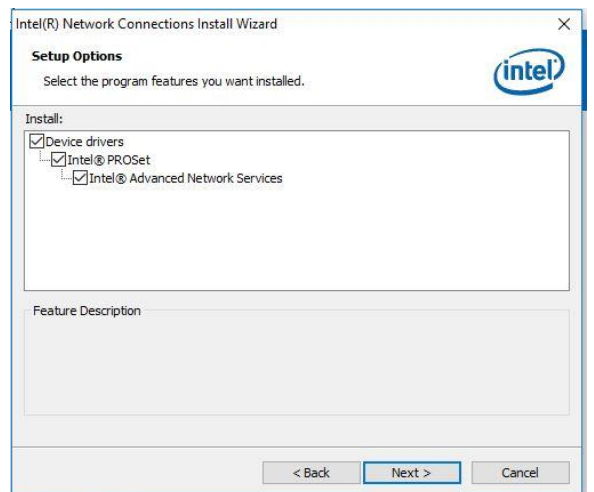 Intel(R) Network Connections Install Wizard
Setup Options
Select the program features you want installed.
intel
Install:
Device drivers
Intel® PROSet
Intel® Advanced Network Services
Feature Description
< Back
Next >
Cancel